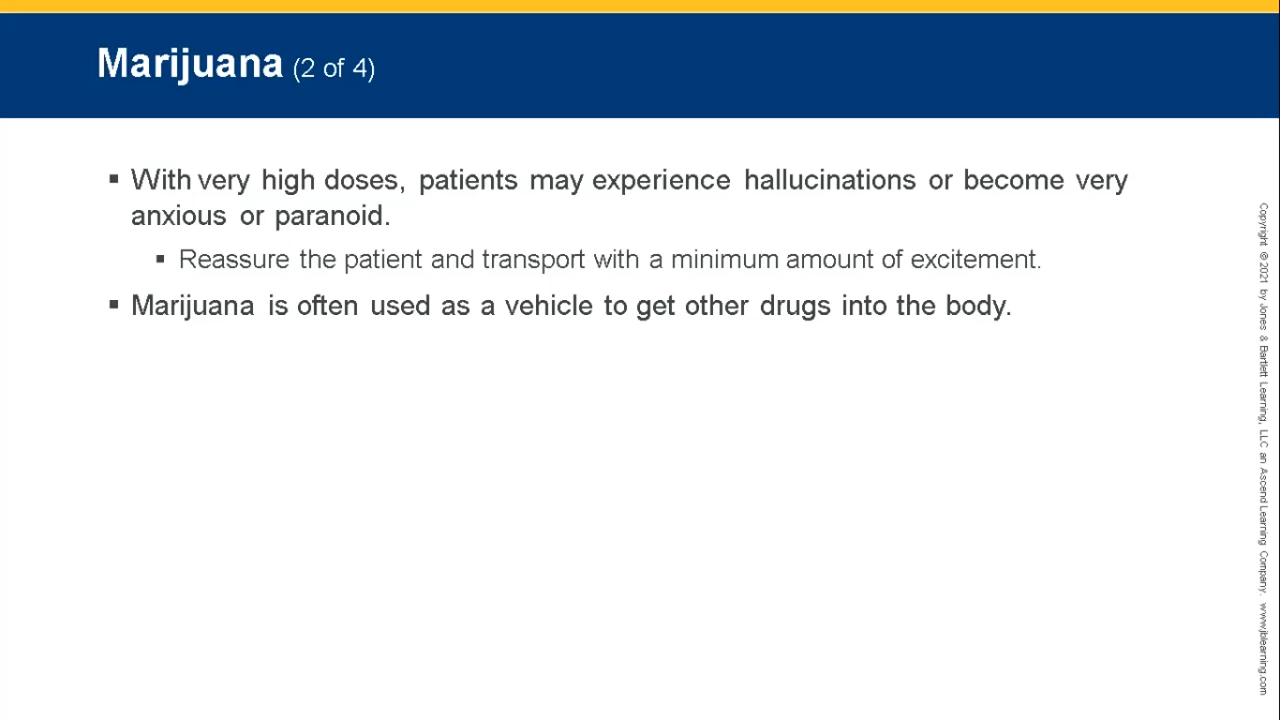 Marijuana (2 of 4)
▪ With very high doses, patients may experience hallucinations or become very
anxious or paranoid.
▪ Reassure the patient and transport with a minimum amount of excitement.
▪ Marijuana is often used as a vehicle to get other drugs into the body.
Copyright © 2021 by Jones & Bartlett Learning, LLC an Ascend Learning Company. www.jblearning.com